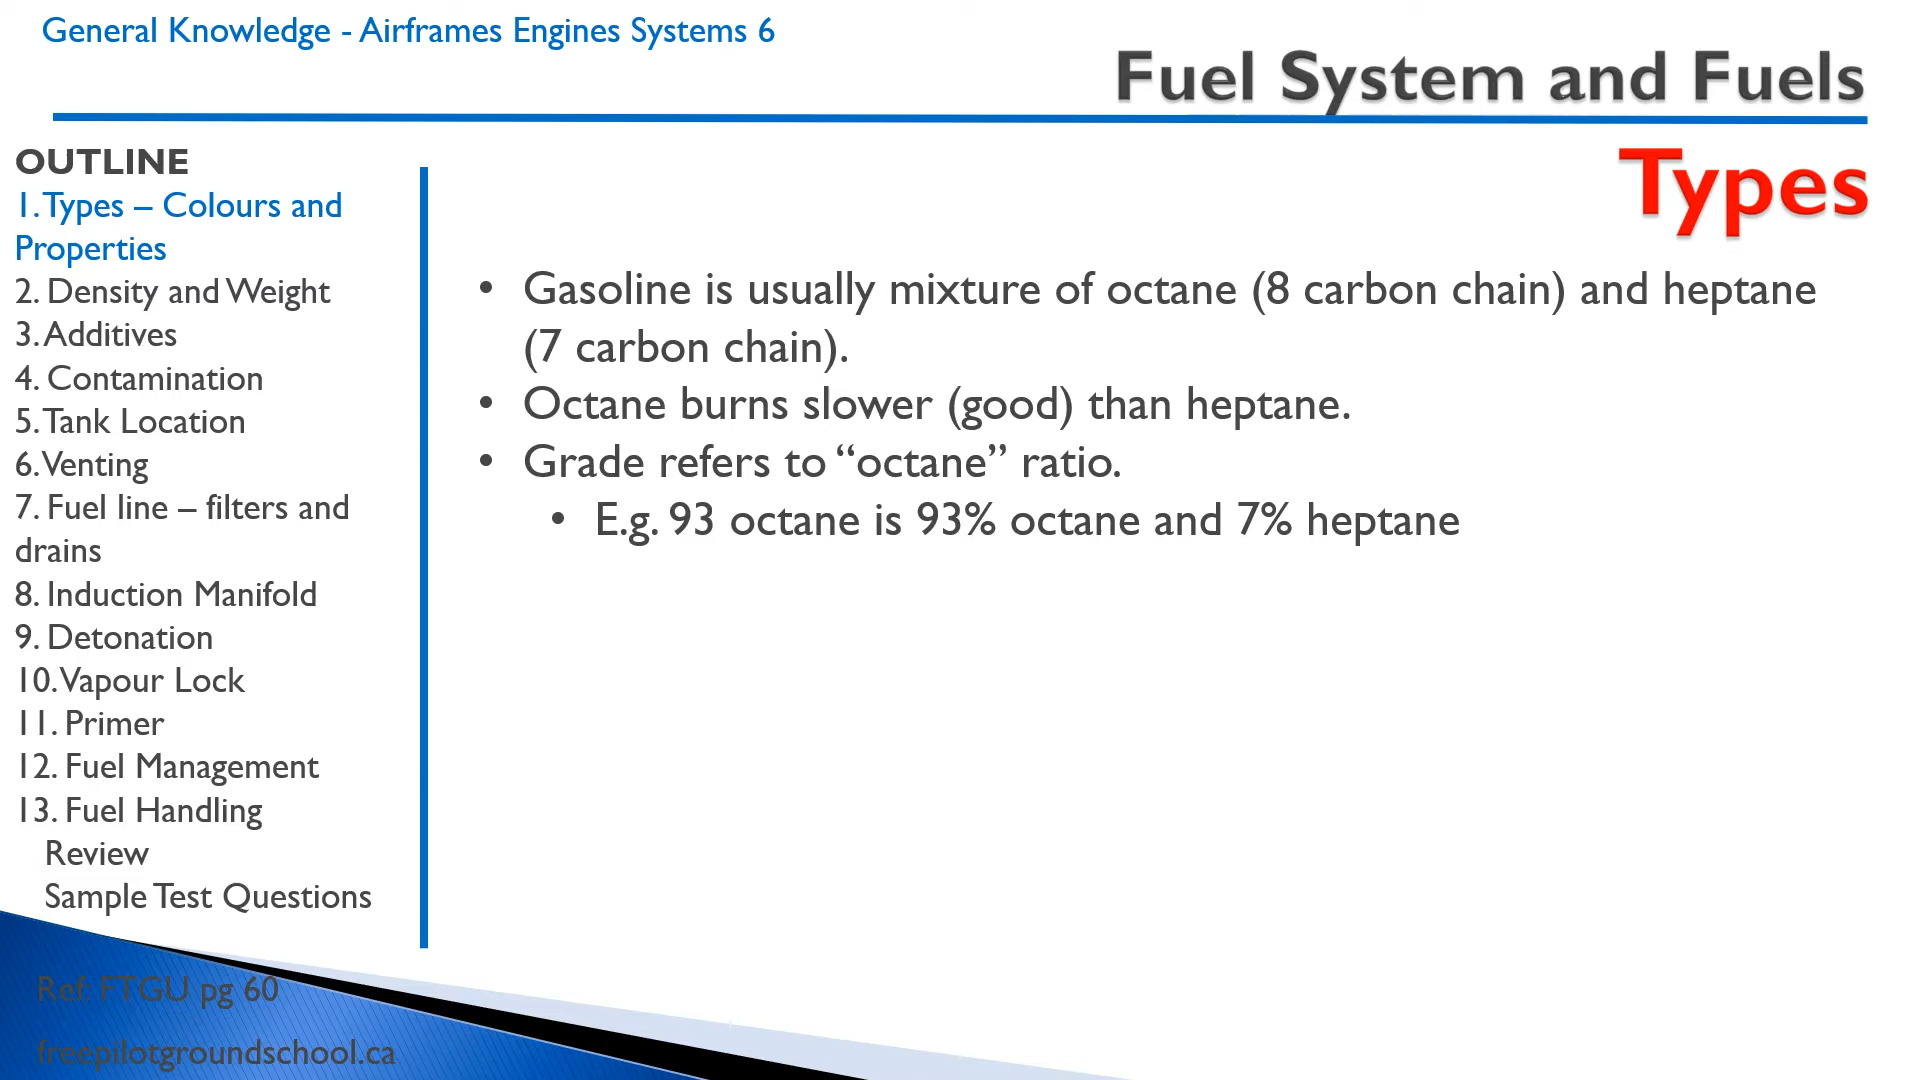 General Knowledge - Airframes Engines Systems 6
Fuel System and Fuels
Types
OUTLINE
1. Types – Colours and
Properties
2. Density and Weight
3. Additives
4. Contamination
5. Tank Location
6. Venting
7. Fuel line – filters and
drains
8. Induction Manifold
9. Detonation
10. Vapour Lock
11. Primer
12. Fuel Management
13. Fuel Handling
Review
Sample Test Questions
• Gasoline is usually mixture of octane (8 carbon chain) and heptane
(7 carbon chain).
• Octane burns slower (good) than heptane.
• Grade refers to “octane” ratio.
• E.g. 93 octane is 93% octane and 7% heptane
Ref: FTGU pg 60
freepilotgroundschool.ca